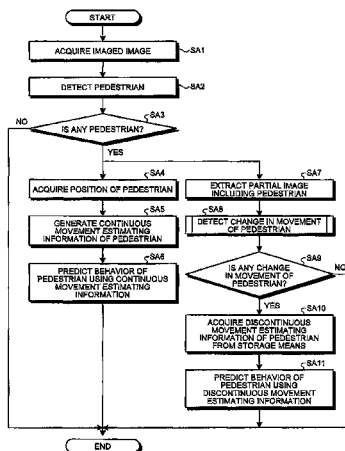 START
ACQUIRE IMAGED IMAGE
SA1
DETECT PEDESTRIAN
SA2
SA3
NO
IS ANY PEDESTRIAN?
YES
SA4
ACQUIRE POSITION OF PEDESTRIAN
SA5
GENERATE CONTINUOUS
MOVEMENT ESTIMATING
INFORMATION OF PEDESTRIAN
SA6
PREDICT BEHAVIOR OF
PEDESTRIAN USING CONTINUOUS
MOVEMENT ESTIMATING
INFORMATION
SA7
EXTRACT PARTIAL IMAGE
INCLUDING PEDESTRIAN
SA8
DETECT CHANGE IN MOVEMENT
OF PEDESTRIAN
SA9
IS ANY CHANGE
IN MOVEMENT OF
PEDESTRIAN?
NO
YES
SA10
ACQUIRE DISCONTINUOUS
MOVEMENT ESTIMATING
INFORMATION OF PEDESTRIAN
FROM STORAGE MEANS
SA11
PREDICT BEHAVIOR OF
PEDESTRIAN USING
DISCONTINUOUS MOVEMENT
ESTIMATING INFORMATION
END